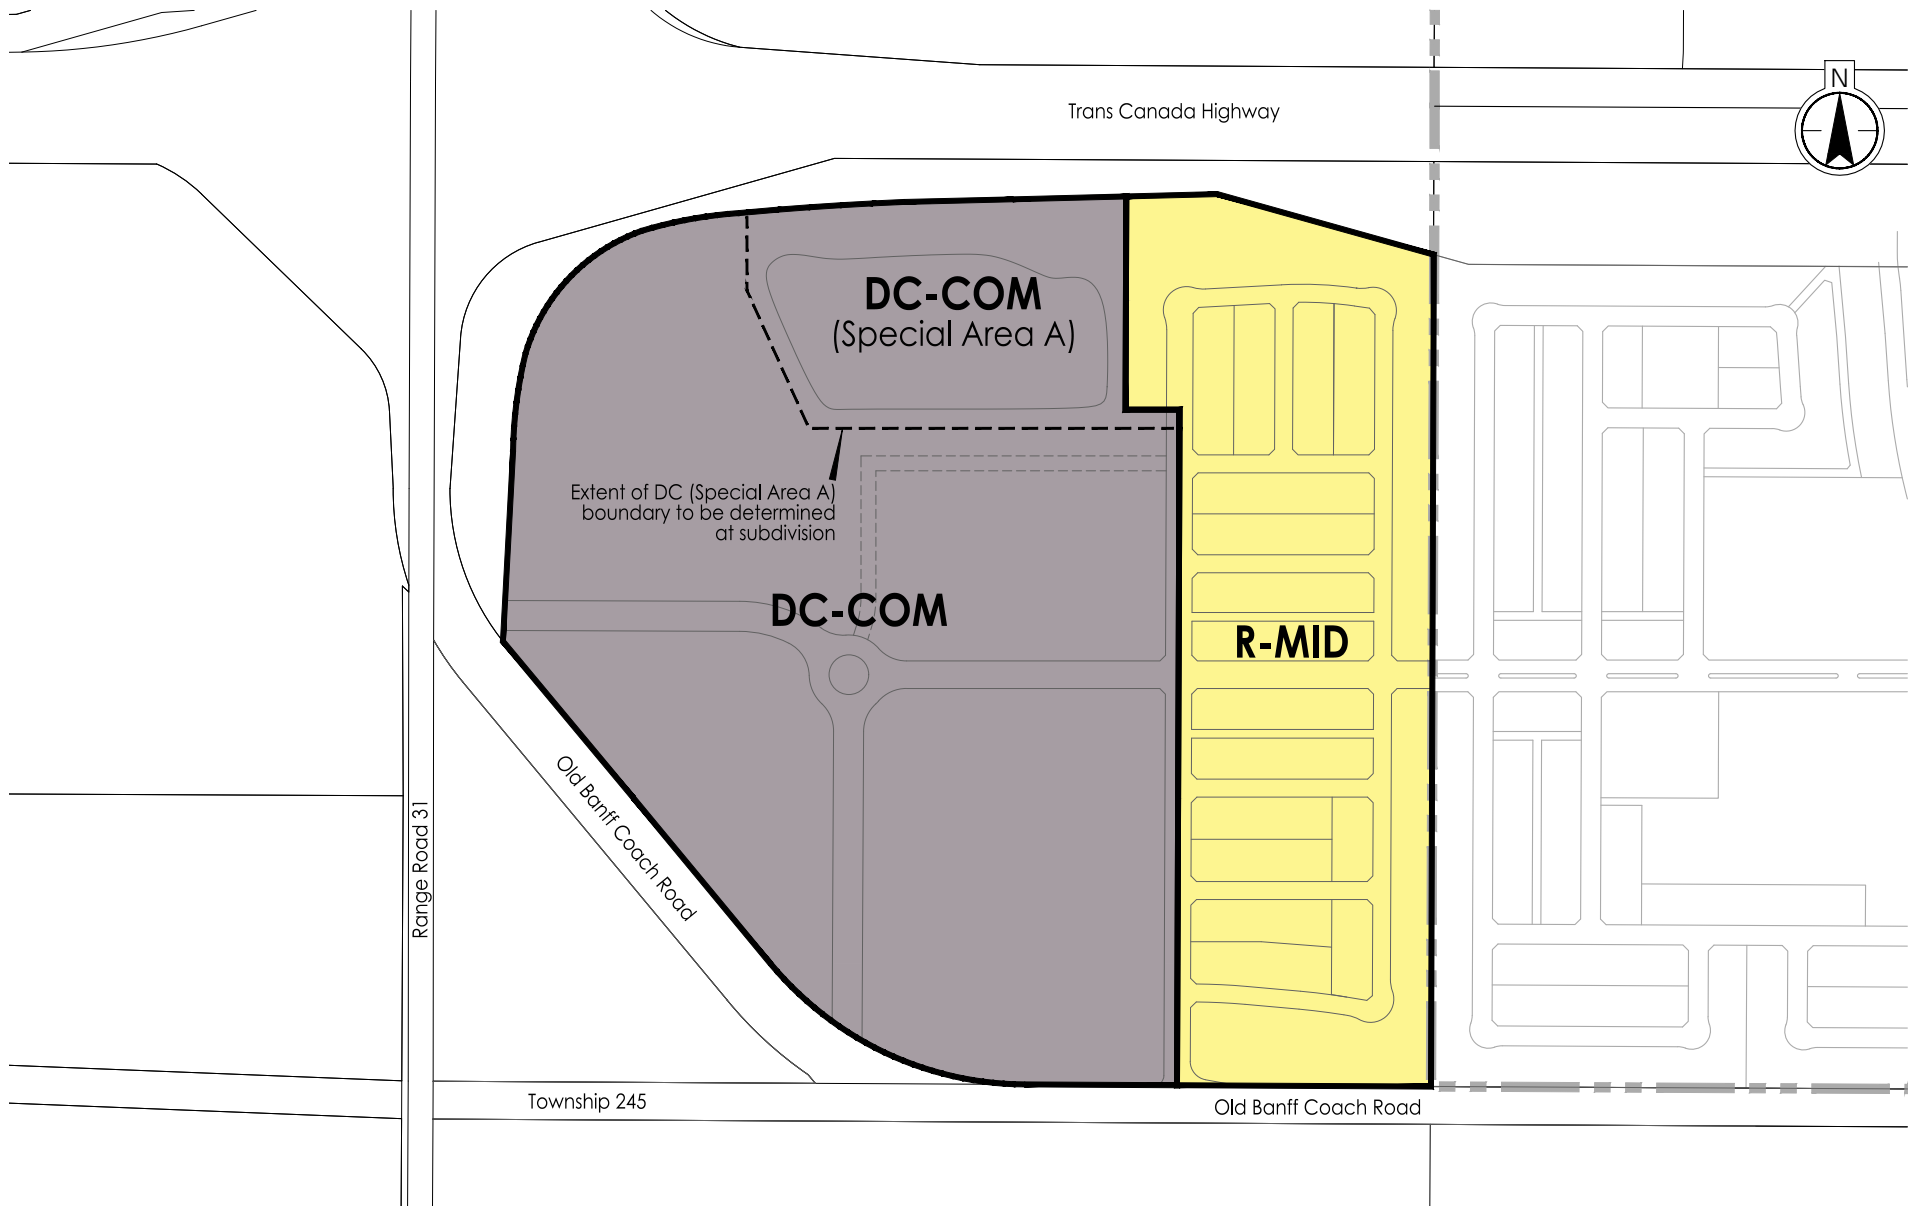 Trans Canada Highway
N
DC-COM
(Special Area A)
Extent of DC (Special Area A)
boundary to be determined
at subdivision
DC-COM
R-MID
Old Banff Coach Road
Range Road 31
Township 245
Old Banff Coach Road